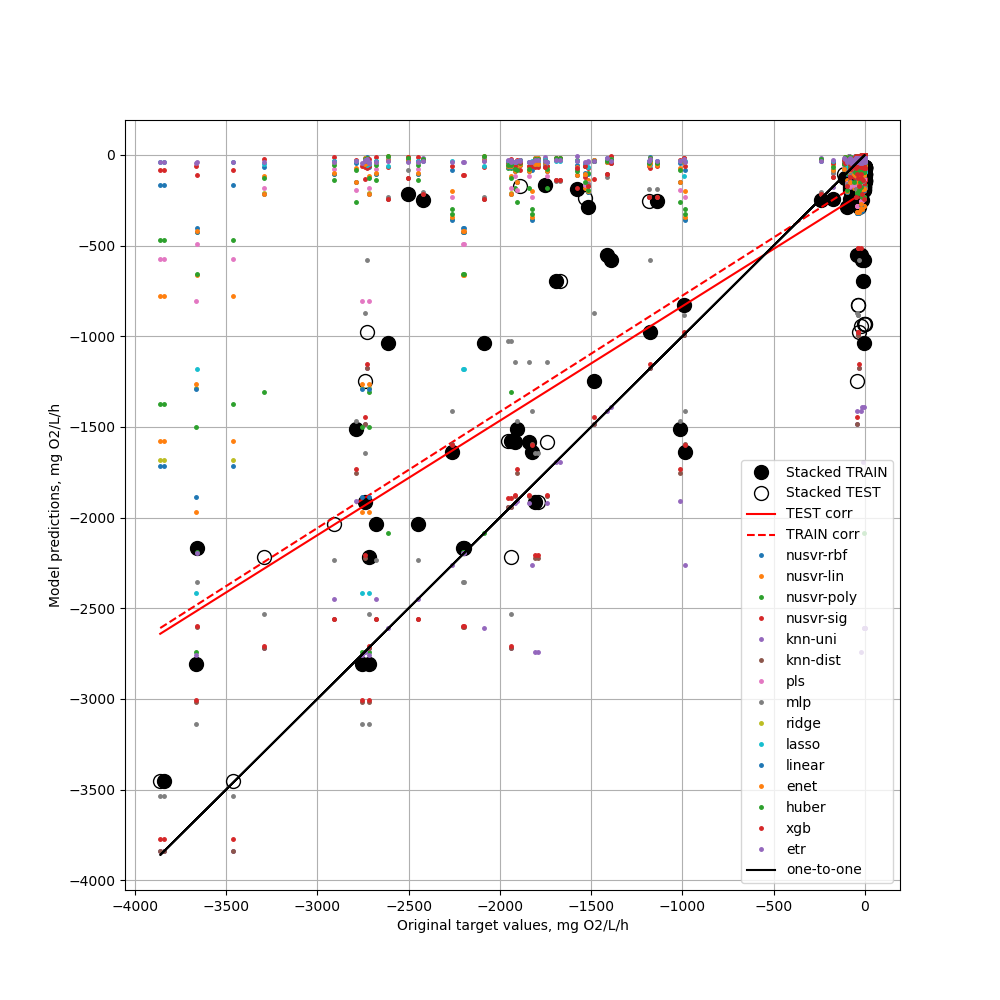 0
−500
−1000
−1500
−2000
−2500
−3000
−3500
−4000
Model predictions, mg O2/L/h
−4000 −3500 −3000 −2500 −2000 −1500 −1000 −500 0
Original target values, mg O2/L/h
Stacked TRAIN
Stacked TEST
TEST corr
TRAIN corr
nusvr-rbf
nusvr-lin
nusvr-poly
nusvr-sig
knn-uni
knn-dist
pls
mlp
ridge
lasso
linear
enet
huber
xgb
etr
one-to-one